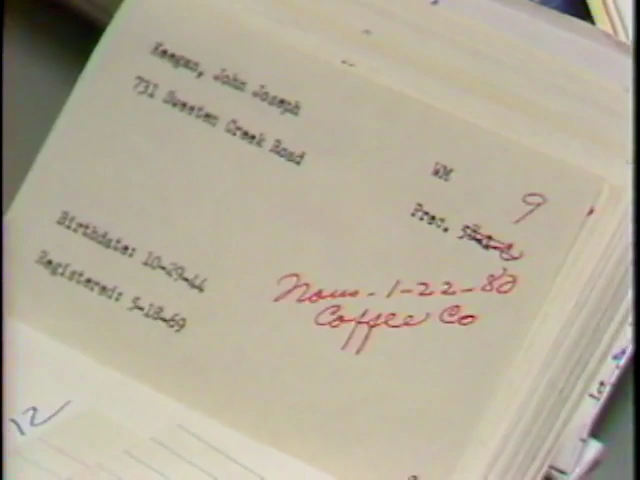 Keegan, John Joseph
731 Sweeten Creek Road
WM
9
Prec.
Birthdate: 10-29-44
Registered: 5-18-69
1-22-80
Coffee Co
12